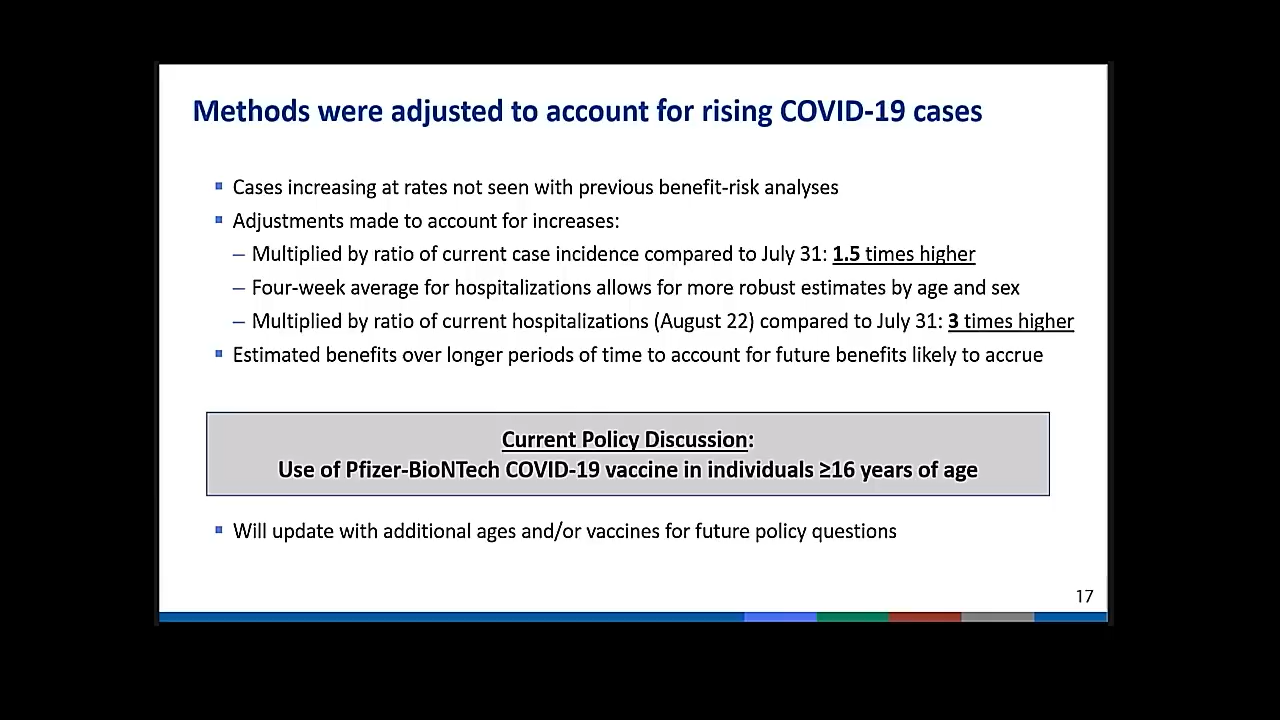 Methods were adjusted to account for rising COVID-19 cases
▪ Cases increasing at rates not seen with previous benefit-risk analyses
▪ Adjustments made to account for increases:
– Multiplied by ratio of current case incidence compared to July 31: 1.5 times higher
– Four-week average for hospitalizations allows for more robust estimates by age and sex
– Multiplied by ratio of current hospitalizations (August 22) compared to July 31: 3 times higher
▪ Estimated benefits over longer periods of time to account for future benefits likely to accrue
Current Policy Discussion:
Use of Pfizer-BioNTech COVID-19 vaccine in individuals ≥16 years of age
▪ Will update with additional ages and/or vaccines for future policy questions
17